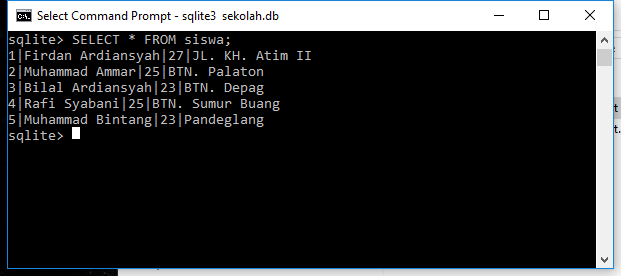 Select Command Prompt - sqlite3  sekolah.db
sqlite> SELECT * FROM siswa;
1|Firdan Ardiansyah|27|JL. KH. Atim II
2|Muhammad Ammar|25|BTN. Palaton
3|Bilal Ardiansyah|23|BTN. Depag
4|Rafi Syabani|25|BTN. Sumur Buang
5|Muhammad Bintang|23|Pandeglang
sqlite>